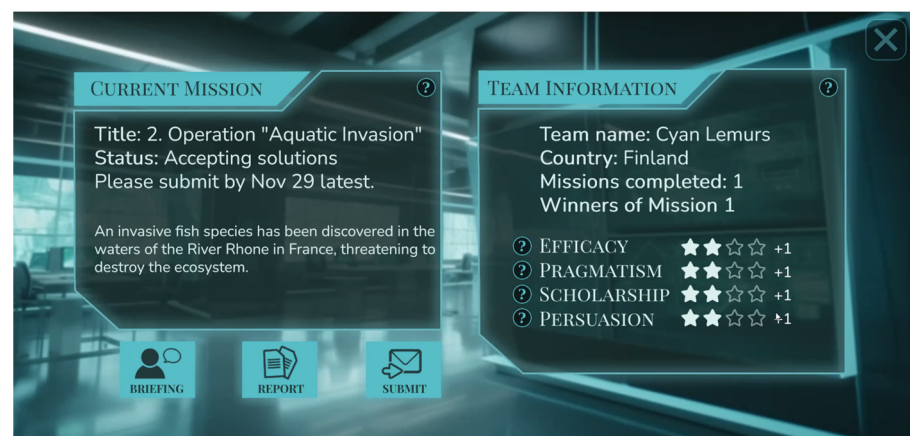 CURRENT MISSION
?
Title: 2. Operation "Aquatic Invasion"
Status: Accepting solutions
Please submit by Nov 29 latest.
An invasive fish species has been discovered in the
waters of the River Rhone in France, threatening to
destroy the ecosystem.
BRIEFING
REPORT
SUBMIT
TEAM INFORMATION
?
Team name: Cyan Lemurs
Country: Finland
Missions completed: 1
Winners of Mission 1
? EFFICACY +1
? PRAGMATISM +1
? SCHOLARSHIP +1
? PERSUASION +1